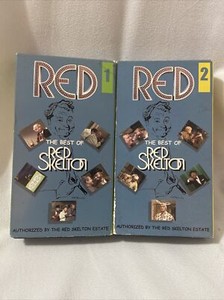 RED 1
THE BEST OF
RED
SKELTON
AUTHORIZED BY THE RED SKELTON ESTATE
RED 2
THE BEST OF
RED
SKELTON
AUTHORIZED BY THE RED SKELTON ESTATE